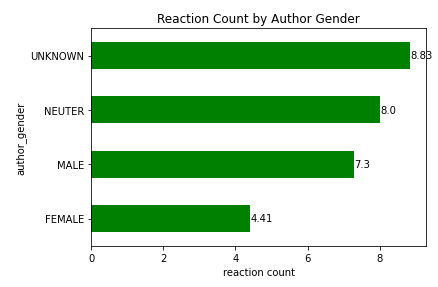 Reaction Count by Author Gender
UNKNOWN
8.83
NEUTER
8.0
MALE
7.3
FEMALE
4.41
author_gender
0 2 4 6 8
reaction count